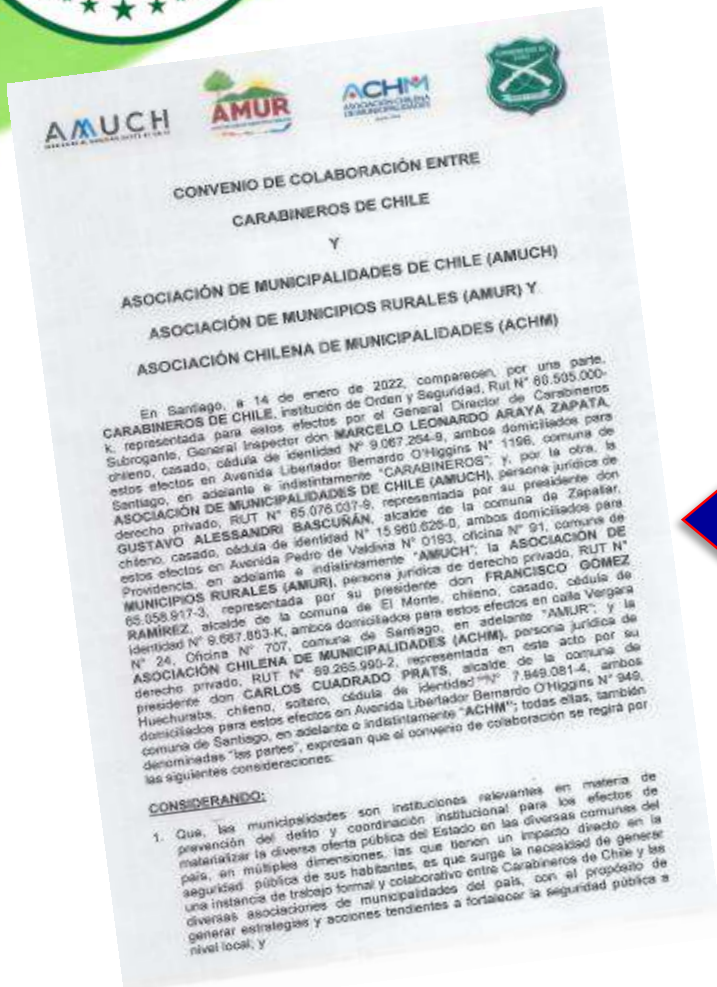 AMUCH
AMUR
ACHM
ASOCIACIÓN CHILENA
DE MUNICIPALIDADES
CONVENIO DE COLABORACIÓN ENTRE
CARABINEROS DE CHILE
Y
ASOCIACIÓN DE MUNICIPALIDADES DE CHILE (AMUCH)
ASOCIACIÓN DE MUNICIPIOS RURALES (AMUR) Y
ASOCIACIÓN CHILENA DE MUNICIPALIDADES (ACHM)
En Santiago, a 14 de enero de 2022, comparecen, por una parte,
CARABINEROS DE CHILE, institución de Orden y Seguridad, Rut N° 60.505.000-
K, representada para estos efectos por el General Director de Carabineros
Subrogante, General Inspector don MARCELO LEONARDO ARAYA ZAPATA,
chileno, casado, cédula de identidad N° 9.067.264-9, ambos domiciliados para
estos efectos en Avenida Libertador Bernardo O'Higgins N° 1196, comuna de
Santiago, en adelante e indistintamente "CARABINEROS"; y, por la otra, la
ASOCIACIÓN DE MUNICIPALIDADES DE CHILE (AMUCH), persona jurídica de
derecho privado, RUT N° 65.076.037-9, representada por su presidente don
GUSTAVO ALESSANDRI BASCUÑÁN, alcalde de la comuna de Zapallar,
chileno, casado, cédula de identidad N° 15.960.626-0, ambos domiciliados para
estos efectos en Avenida Pedro de Valdivia N° 0193, oficina N° 91, comuna de
Providencia, en adelante e indistintamente "AMUCH"; la ASOCIACIÓN DE
MUNICIPIOS RURALES (AMUR), persona jurídica de derecho privado, RUT N°
65.058.917-3, representada por su presidente don FRANCISCO GÓMEZ
RAMÍREZ, alcalde de la comuna de El Monte, chileno, casado, cédula de
identidad N° 9.687.853-K, ambos domiciliados para estos efectos en calle Vergara
N° 24, Oficina N° 707, comuna de Santiago, en adelante "AMUR"; y la
ASOCIACIÓN CHILENA DE MUNICIPALIDADES (ACHM), persona jurídica de
derecho privado, RUT N° 69.265.990-2, representada en este acto por su
presidente don CARLOS CUADRADO PRATS, alcalde de la comuna de
Huechuraba, chileno, soltero, cédula de identidad N° 7.849.081-4, ambos
domiciliados para estos efectos en Avenida Libertador Bernardo O'Higgins N° 949,
comuna de Santiago, en adelante o indistintamente "ACHM"; todas ellas, también
denominadas "las partes", expresan que el convenio de colaboración se regirá por
las siguientes consideraciones:
CONSIDERANDO:
1. Que, las municipalidades son instituciones relevantes en materia de
prevención del delito y coordinación institucional para los efectos de
materializar la diversa oferta pública del Estado en las diversas comunas del
país, en múltiples dimensiones, las que tienen un impacto directo en la
seguridad pública de sus habitantes, es que surge la necesidad de generar
una instancia de trabajo formal y colaborativo entre Carabineros de Chile y las
diversas asociaciones de municipalidades del país, con el propósito de
generar estrategias y acciones tendientes a fortalecer la seguridad pública a
nivel local; y